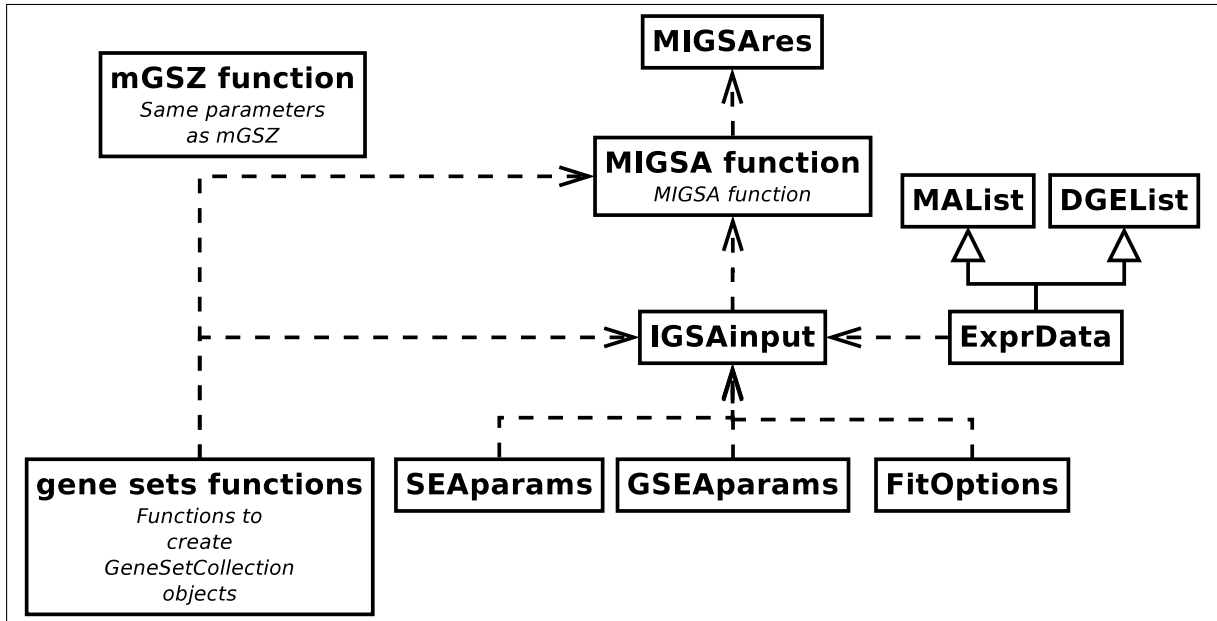 MIGSAres
mGSZ function
Same parameters
as mGSZ
MIGSA function
MIGSA function
MAList
DGEList
IGSAinput
ExprData
gene sets functions
Functions to
create
GeneSetCollection
objects
SEAparams
GSEAparams
FitOptions